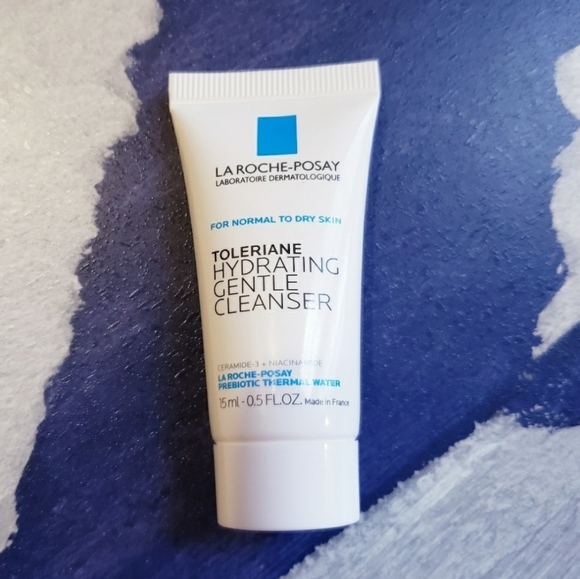 LA ROCHE-POSAY
LABORATOIRE DERMATOLOGIQUE
FOR NORMAL TO DRY SKIN
TOLERIANE
HYDRATING
GENTLE
CLEANSER
CERAMIDE-3 + NIACINAMIDE
LA ROCHE-POSAY
PREBIOTIC THERMAL WATER
15 ml - 0.5 FL.OZ. Made in France